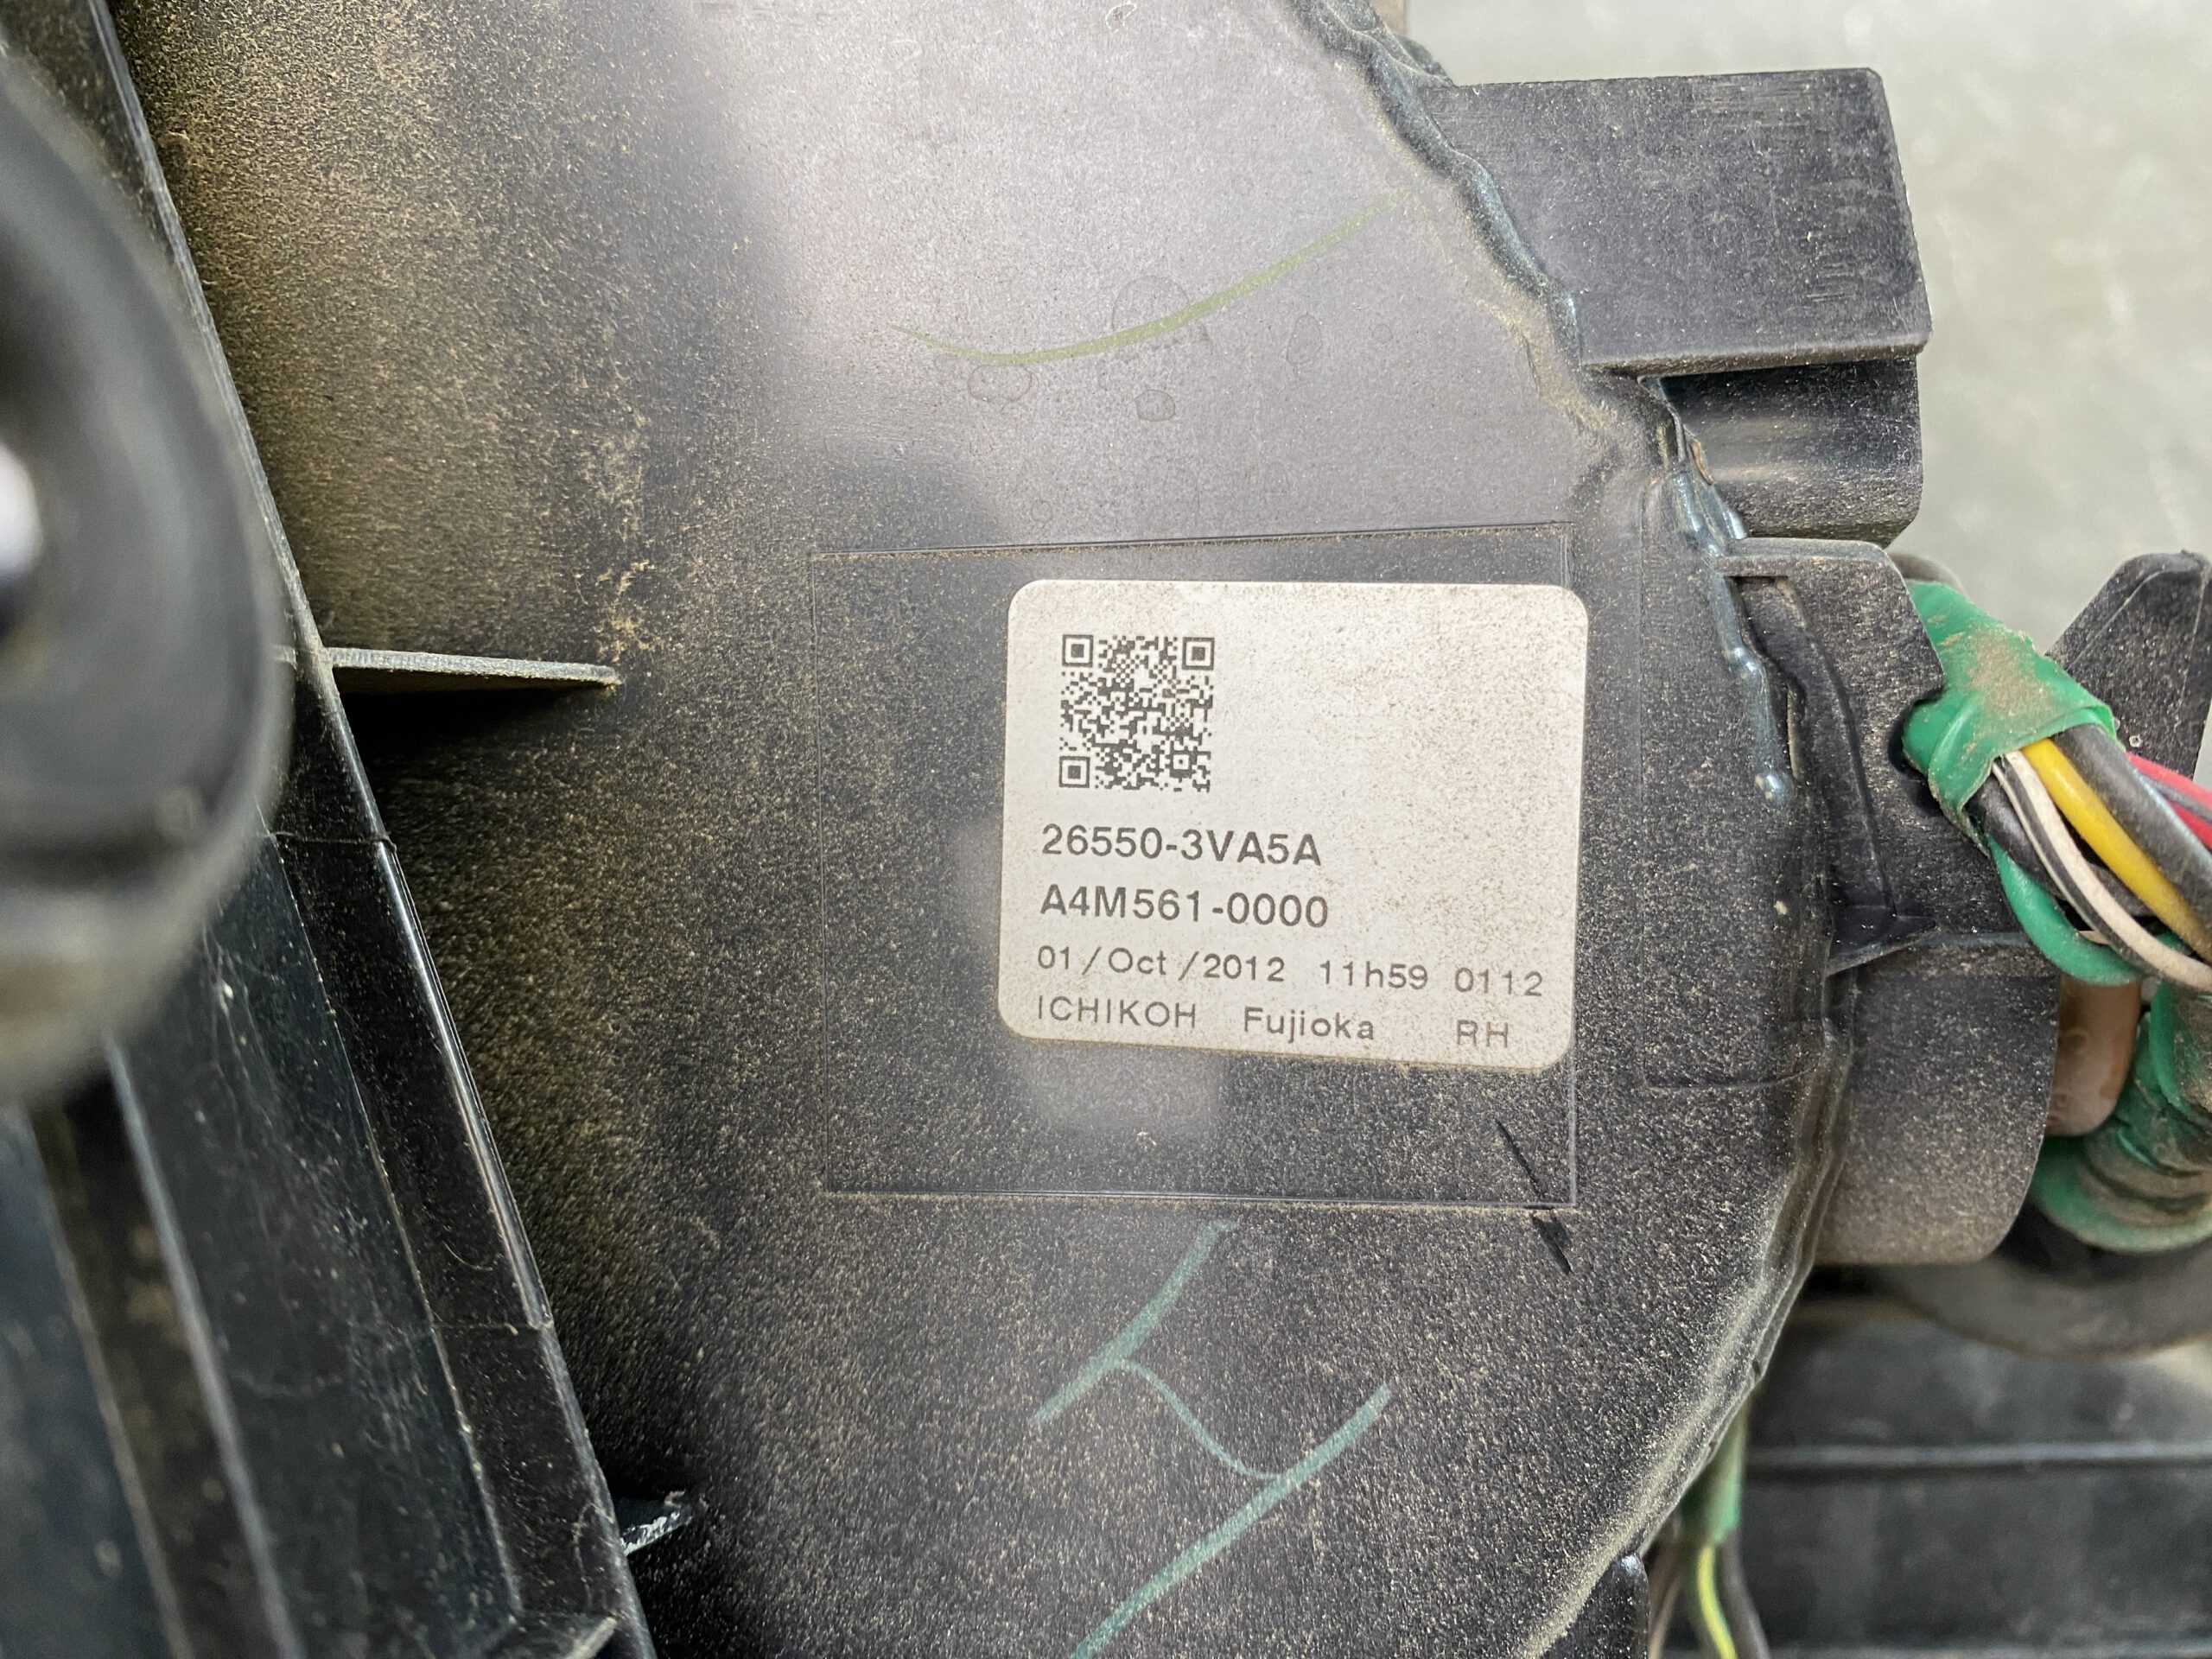 26550-3VA5A
A4M561-0000
01/Oct/2012 11h59 0112
ICHIKOH Fujioka RH
H